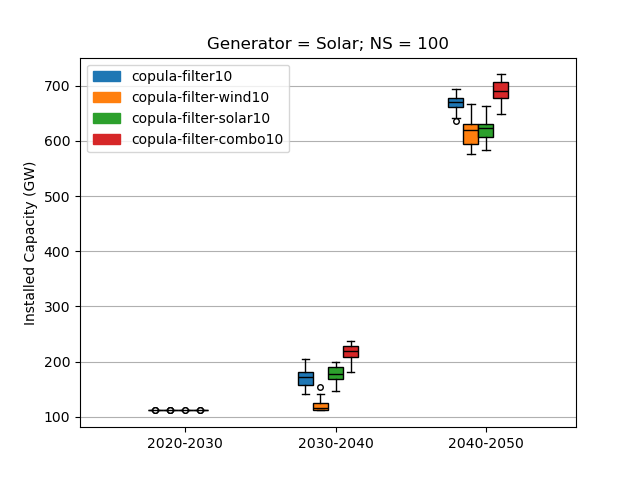 Generator = Solar; NS = 100
copula-filter10
copula-filter-wind10
copula-filter-solar10
copula-filter-combo10
Installed Capacity (GW)
700
600
500
400
300
200
100
2020-2030 2030-2040 2040-2050